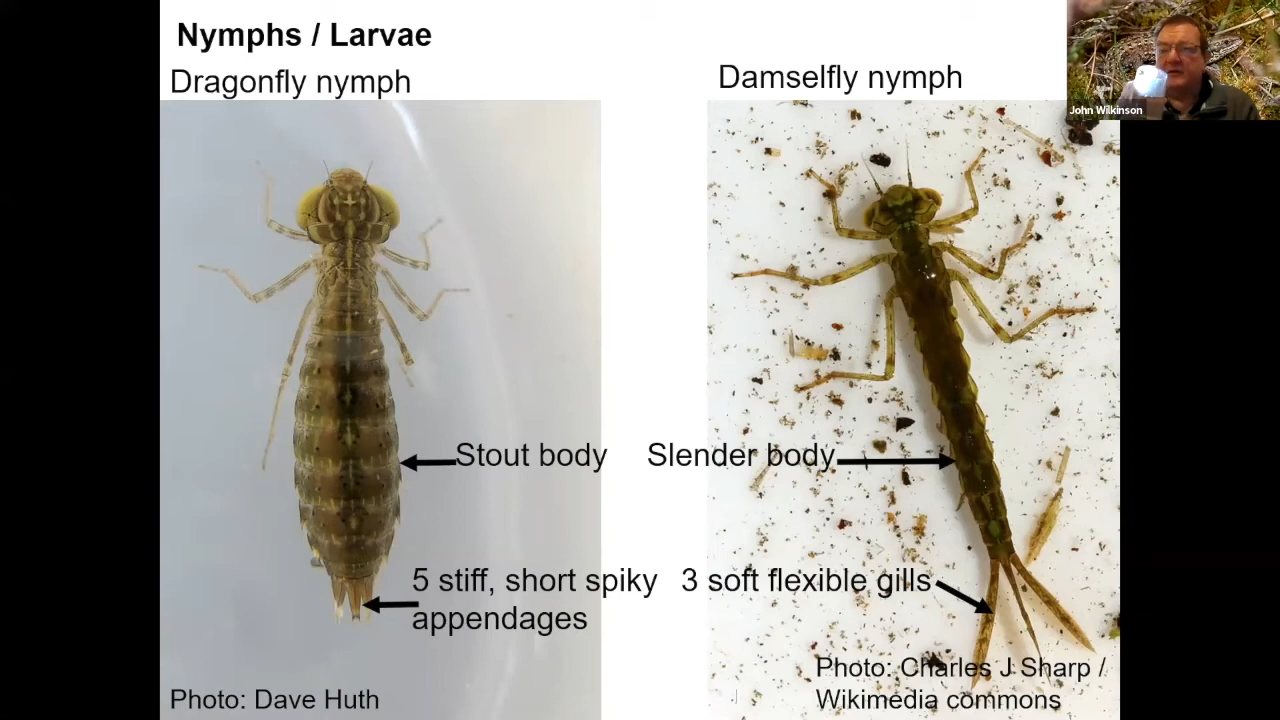 Nymphs / Larvae
Dragonfly nymph
Damselfly nymph
John Wilkinson
Stout body
Slender body
5 stiff, short spiky
appendages
3 soft flexible gills
Photo: Dave Huth
Photo: Charles J Sharp /
Wikimedia commons